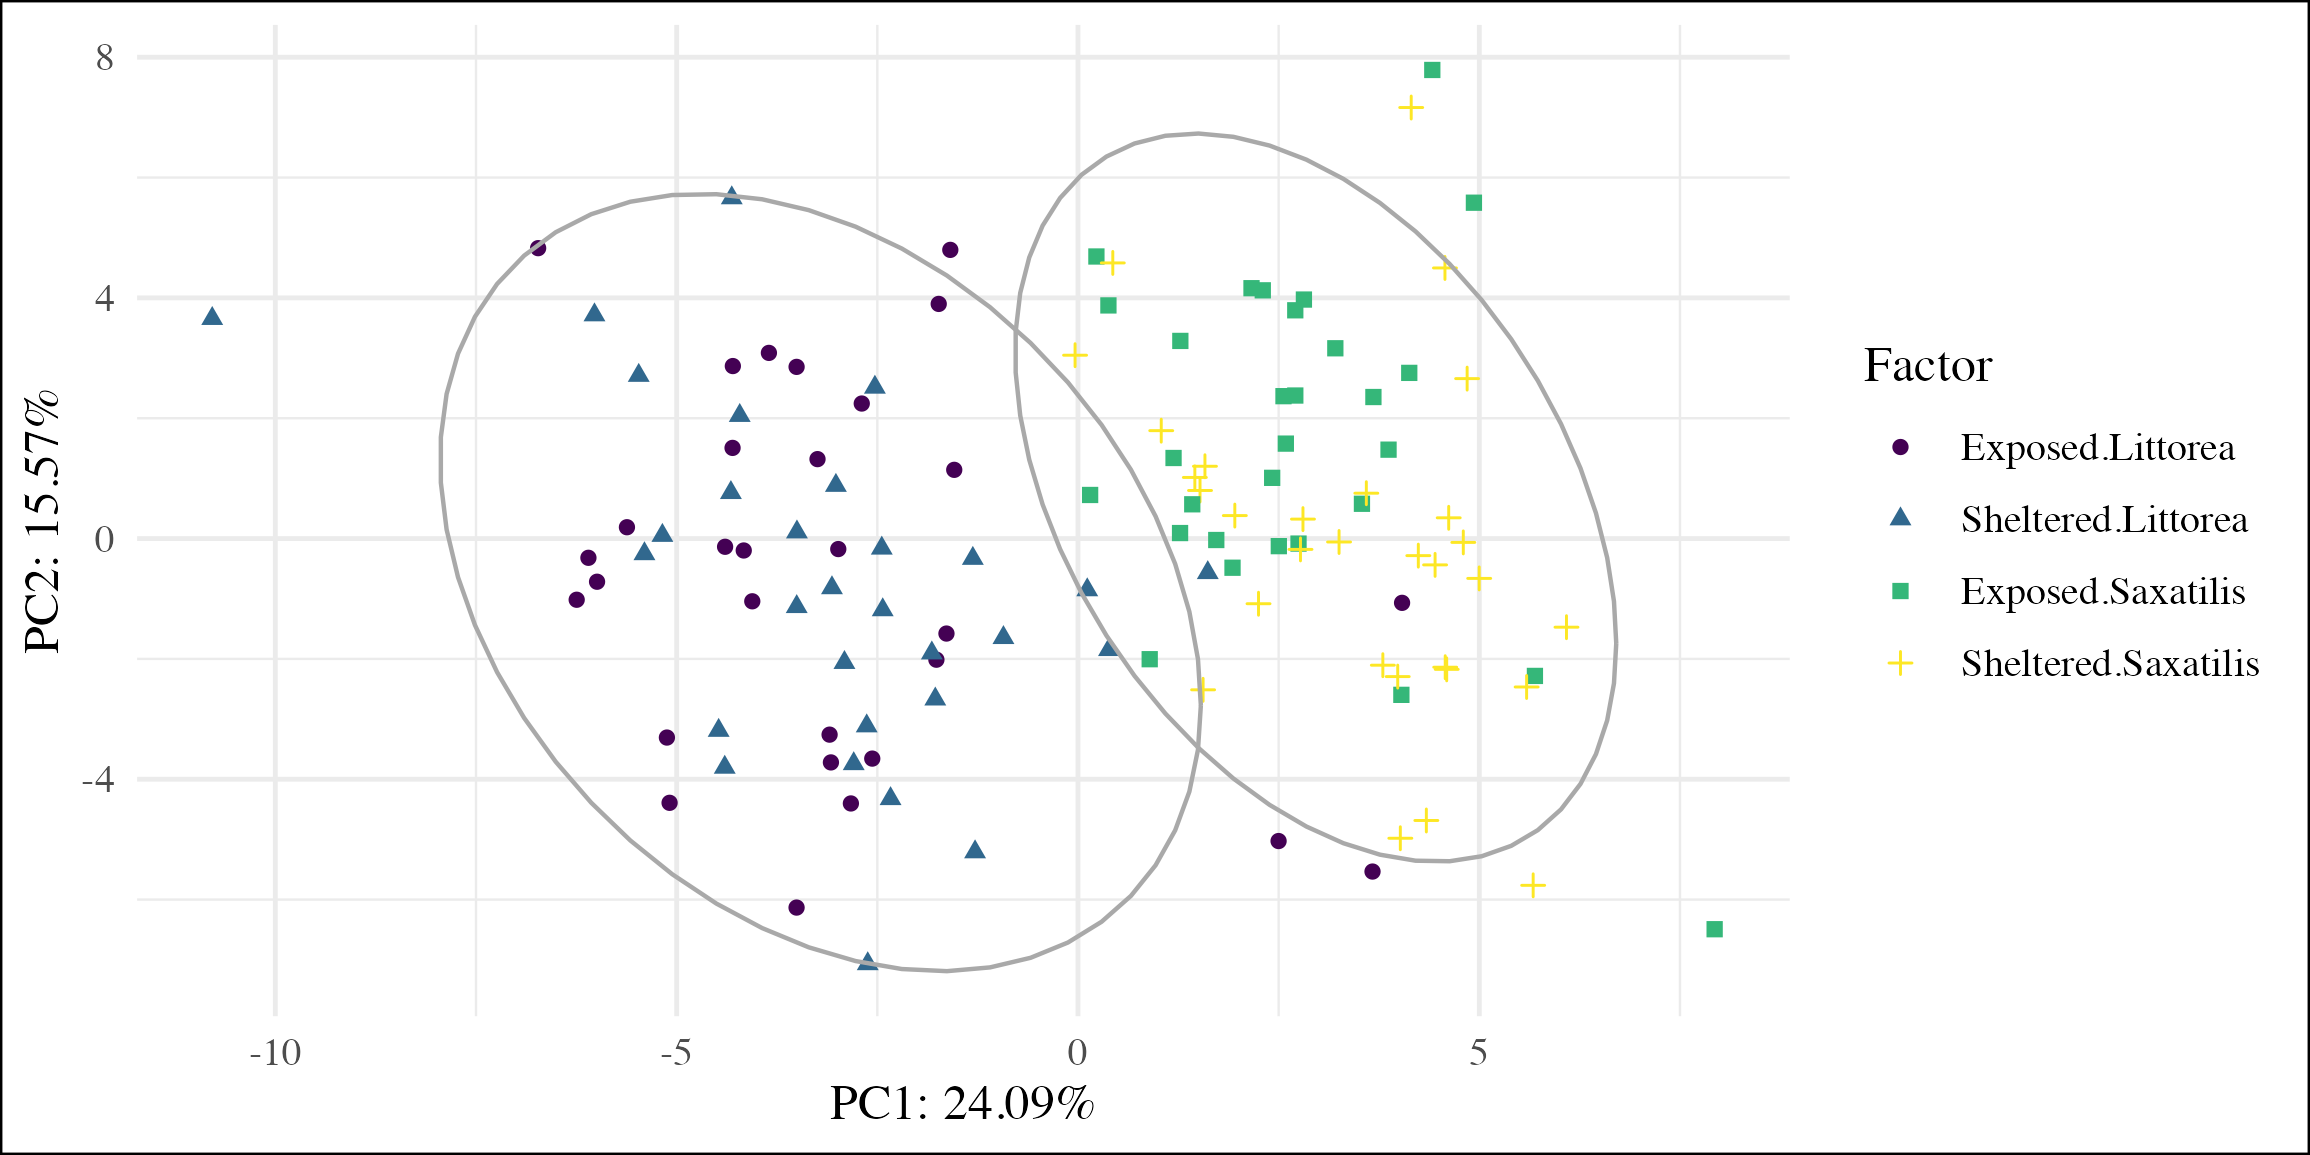 8
4
0
-4
PC2: 15.57%
-10
-5
0
5
PC1: 24.09%
Factor
Exposed.Littorea
Sheltered.Littorea
Exposed.Saxatilis
Sheltered.Saxatilis